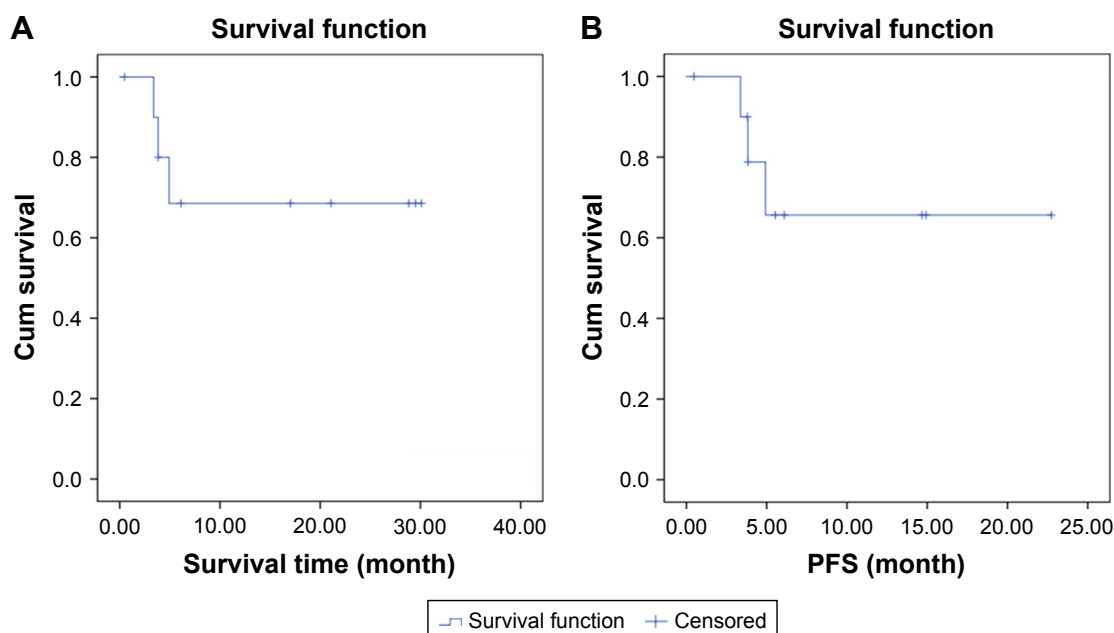 A
Survival function
1.0
0.8
0.6
0.4
0.2
0.0
Cum survival
0.00 10.00 20.00 30.00 40.00
Survival time (month)
B
Survival function
1.0
0.8
0.6
0.4
0.2
0.0
Cum survival
0.00 5.00 10.00 15.00 20.00 25.00
PFS (month)
Survival function Censored